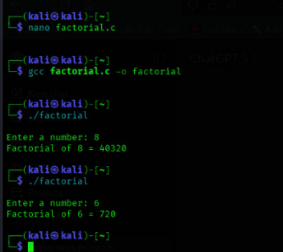 ┌──(kali㉿kali)-[~]
└─$ nano factorial.c
┌──(kali㉿kali)-[~]
└─$ gcc factorial.c -o factorial
┌──(kali㉿kali)-[~]
└─$ ./factorial
Enter a number: 8
Factorial of 8 = 40320
┌──(kali㉿kali)-[~]
└─$ ./factorial
Enter a number: 6
Factorial of 6 = 720
┌──(kali㉿kali)-[~]
└─$